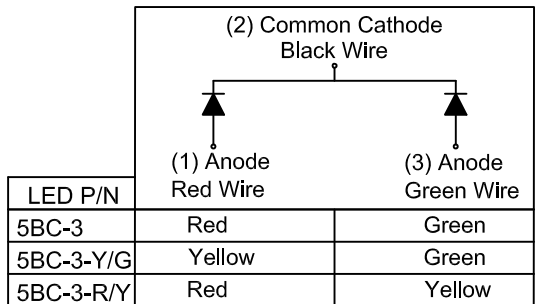 (2) Common Cathode
Black Wire
(1) Anode
Red Wire
(3) Anode
Green Wire
LED P/N
5BC-3 Red Green
5BC-3-Y/G Yellow Green
5BC-3-R/Y Red Yellow